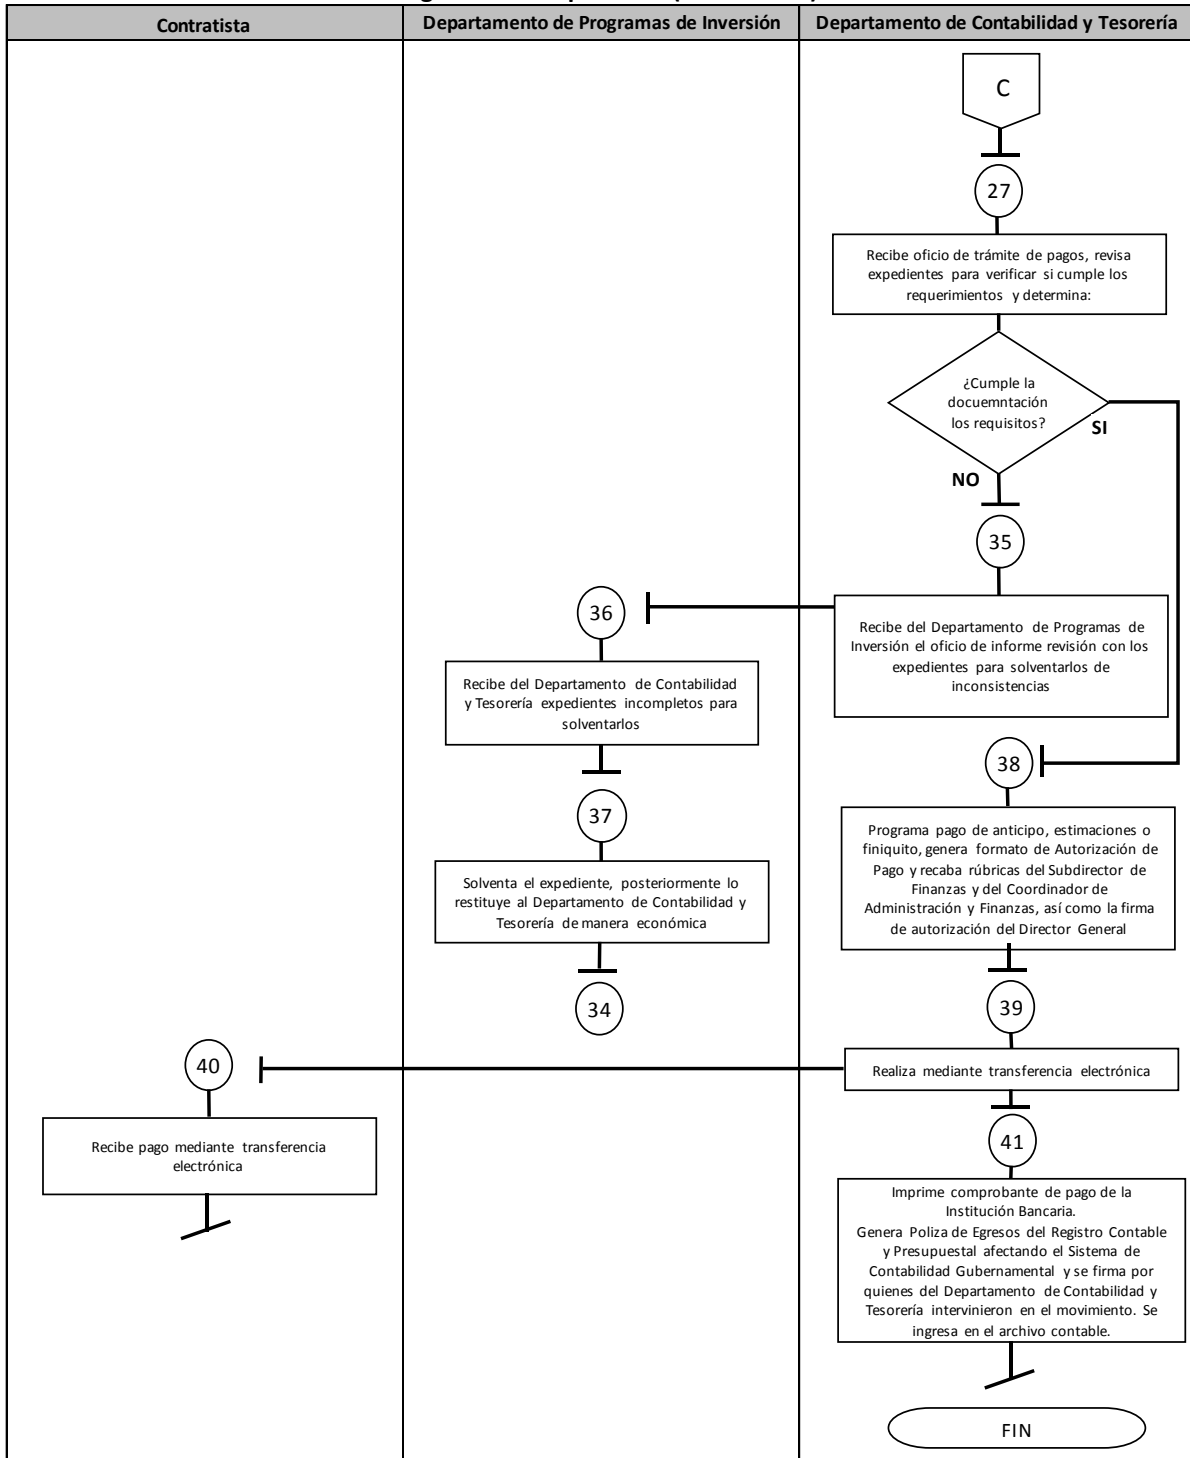 Contratista
Departamento de Programas de Inversión
Departamento de Contabilidad y Tesorería
C
27
Recibe oficio de trámite de pagos, revisa
expedientes para verificar si cumple los
requerimientos y determina:
¿Cumple la
docuemntación
los requisitos?
SI
NO
35
Recibe del Departamento de Programas de
Inversión el oficio de informe revisión con los
expedientes para solventarlos de
inconsistencias
36
Recibe del Departamento de Contabilidad
y Tesorería expedientes incompletos para
solventarlos
37
Solventa el expediente, posteriormente lo
restituye al Departamento de Contabilidad y
Tesorería de manera económica
34
38
Programa pago de anticipo, estimaciones o
finiquito, genera formato de Autorización de
Pago y recaba rúbricas del Subdirector de
Finanzas y del Coordinador de
Administración y Finanzas, así como la firma
de autorización del Director General
39
Realiza mediante transferencia electrónica
40
Recibe pago mediante transferencia
electrónica
41
Imprime comprobante de pago de la
Institución Bancaria.
Genera Poliza de Egresos del Registro Contable
y Presupuestal afectando el Sistema de
Contabilidad Gubernamental y se firma por
quienes del Departamento de Contabilidad y
Tesorería intervinieron en el movimiento. Se
ingresa en el archivo contable.
FIN